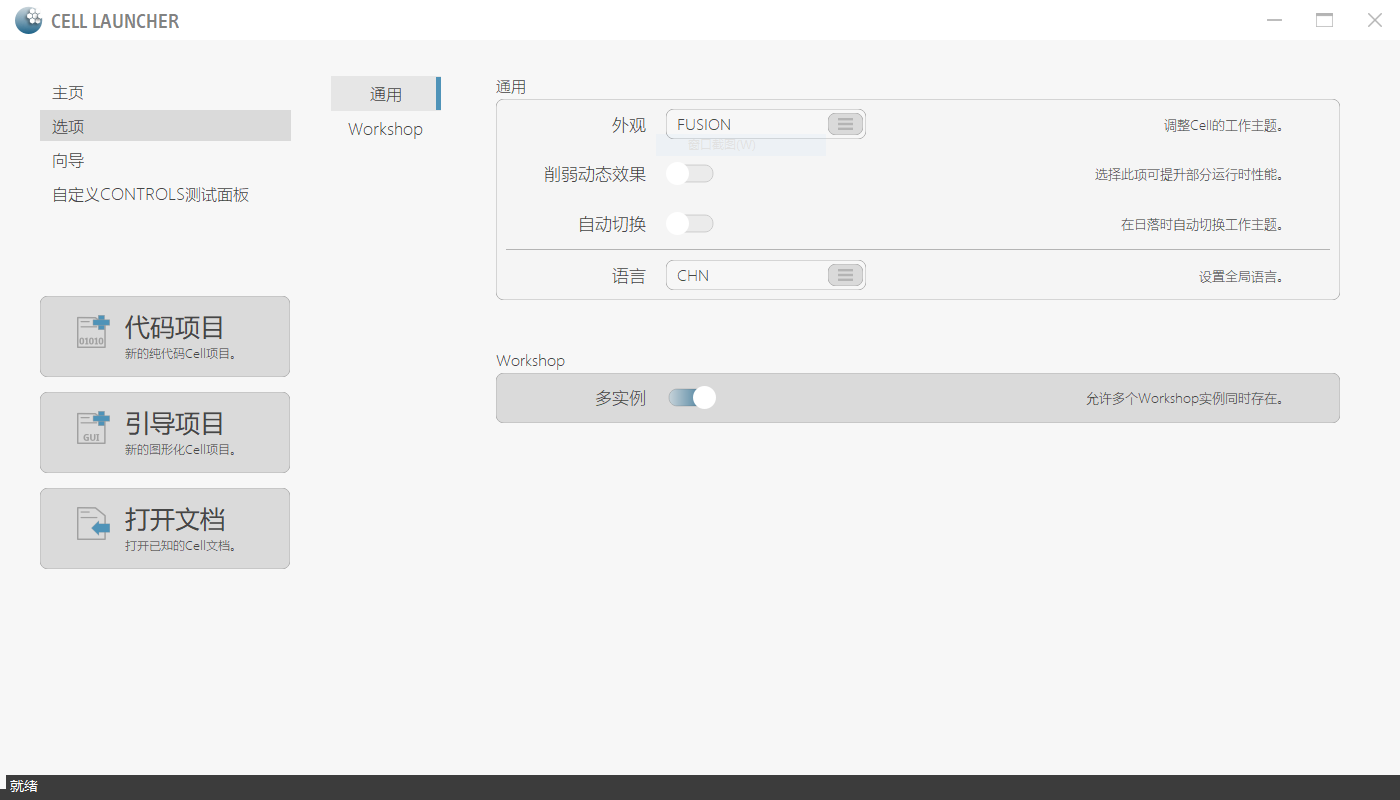 CELL LAUNCHER
主页
选项
向导
自定义CONTROLS测试面板
代码项目
01010
新的纯代码Cell项目。
引导项目
GUI
新的图形化Cell项目。
打开文档
打开已知的Cell文档。
通用
Workshop
通用
外观 FUSION 调整Cell的工作主题。
窗口截图(W)
削弱动态效果 选择此项可提升部分运行时性能。
自动切换 在日落时自动切换工作主题。
语言 CHN 设置全局语言。
Workshop
多实例 允许多个Workshop实例同时存在。
就绪